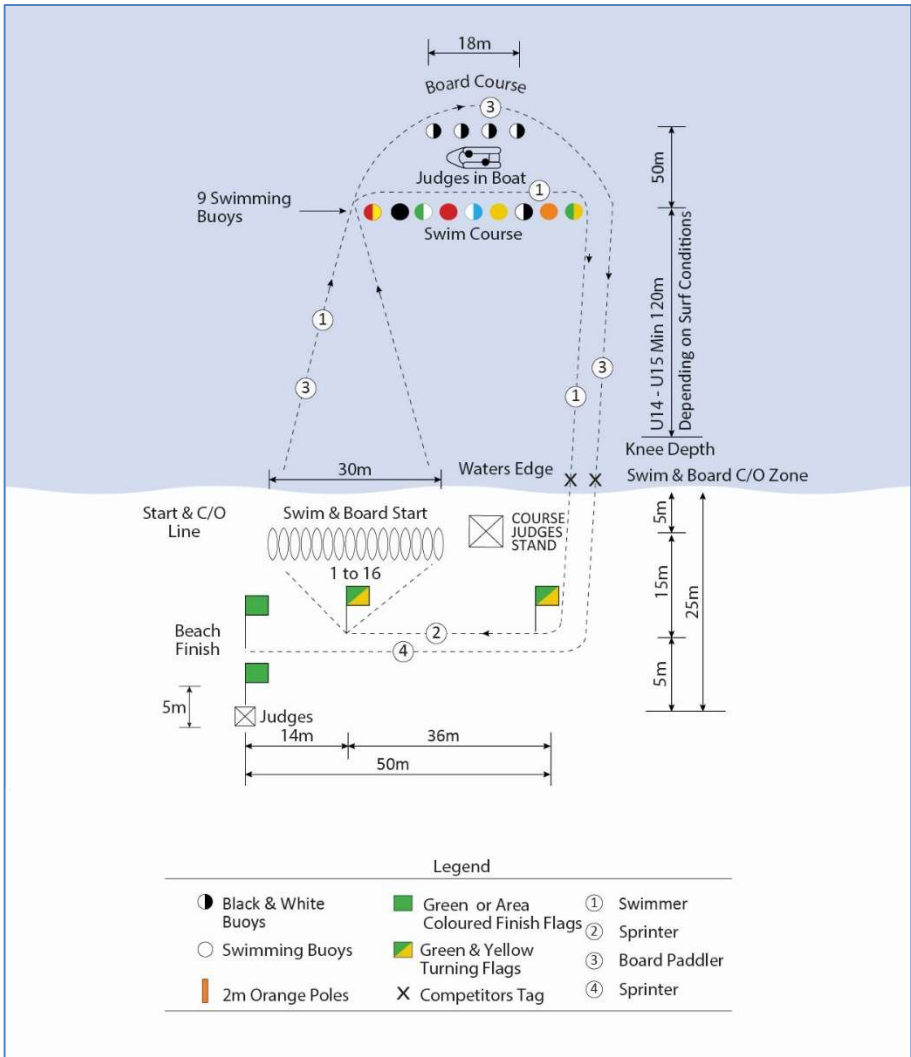 18m
Board Course
3
50m
Judges in Boat
1
9 Swimming
Buoys
Swim Course
1
3
3
1
U14 - U15 Min 120m
Depending on Surf Conditions
Knee Depth
30m
Waters Edge
Swim & Board C/O Zone
Start & C/O
Line
Swim & Board Start
COURSE
JUDGES
STAND
5m
1 to 16
15m
25m
Beach
Finish
2
4
5m
5m
Judges
14m
36m
50m
Legend
Black & White
Buoys
Swimming Buoys
2m Orange Poles
Green or Area
Coloured Finish Flags
Green & Yellow
Turning Flags
X Competitors Tag
1 Swimmer
2 Sprinter
3 Board Paddler
4 Sprinter